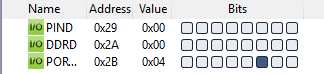 Name Address Value Bits
I/O PIND 0x29 0x00
I/O DDRD 0x2A 0x00
I/O POR... 0x2B 0x04